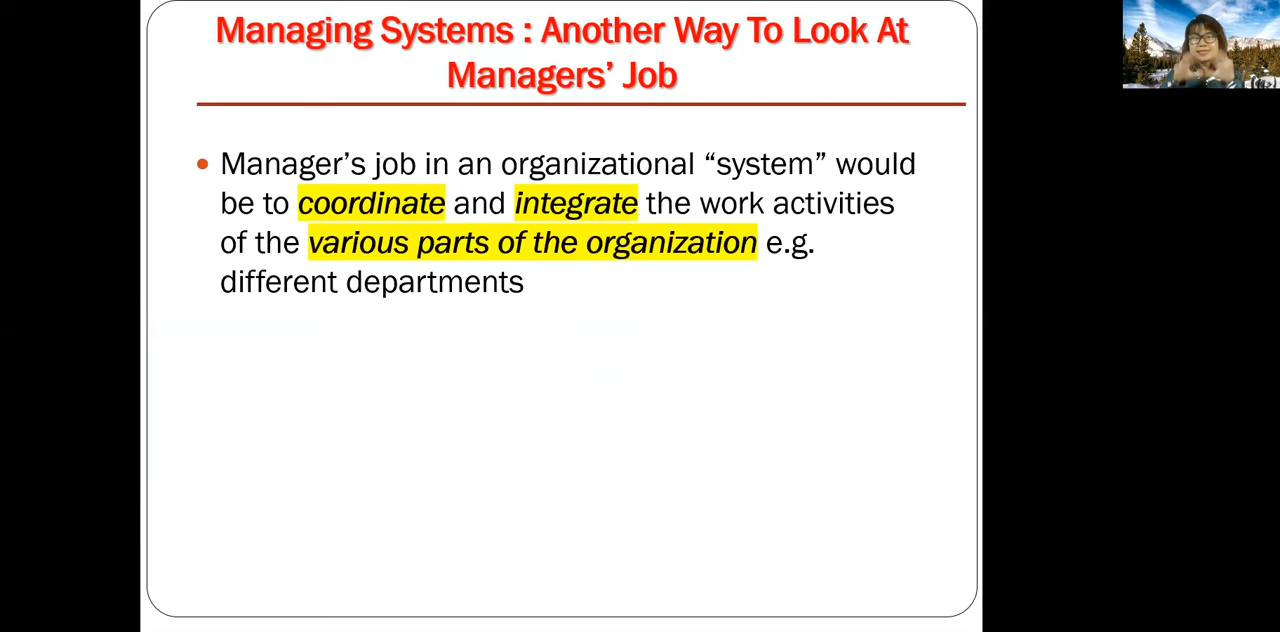 Managing Systems : Another Way To Look At
Managers’ Job
• Manager’s job in an organizational “system” would
be to coordinate and integrate the work activities
of the various parts of the organization e.g.
different departments